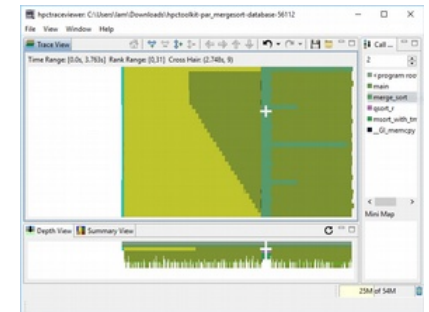 hpctraceviewer: C:\Users\Jam\Downloads\hpctoolkit-par_mergesort-database-56112
File View Window Help
Trace View
Call ...
Time Range: [0.0s, 3.763s] Rank Range: [0,31] Cross Hair: (2.748s, 9)
2
<program roo
main
merge_sort
qsort_r
msort_with_tm
__GI_memcpy
Mini Map
Depth View Summary View
25M of 54M